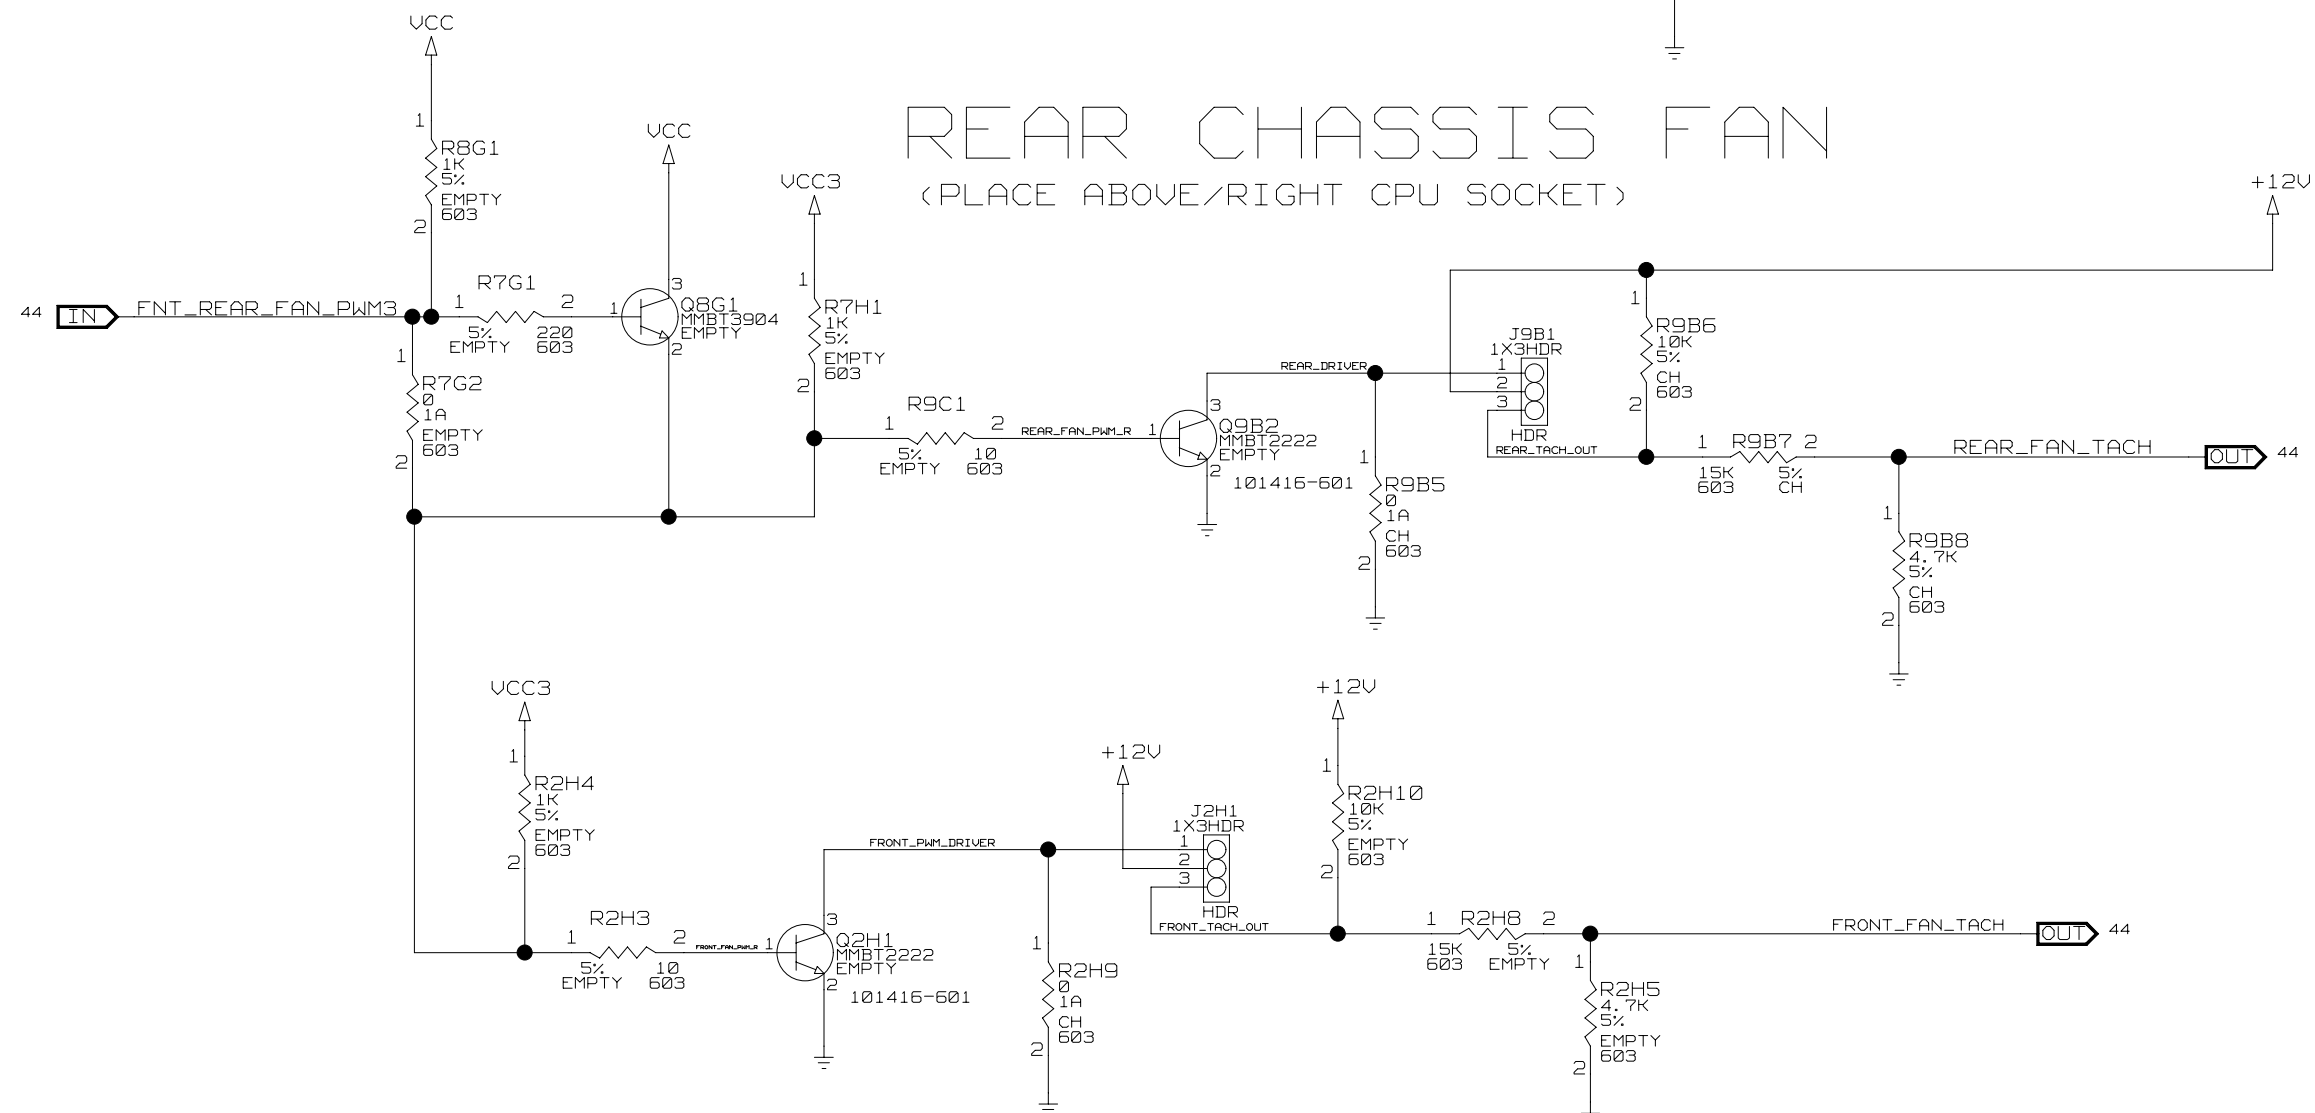 VCC
1
R8G1
1K
5%
EMPTY
603
2
VCC
VCC3
REAR CHASSIS FAN
(PLACE ABOVE/RIGHT CPU SOCKET)
+12V
44 IN FNT_REAR_FAN_PWM3
R7G1
1 2
5% 220
EMPTY 603
3
1
Q8G1
MMBT3904
EMPTY
2
1
R7G2
0
1A
EMPTY
603
2
1
R7H1
1K
5%
EMPTY
603
2
R9C1
1 2
5% 10
EMPTY 603
REAR_FAN_PWM_R
1
3
Q9B2
MMBT2222
EMPTY
2
101416-601
REAR_DRIVER
1
R9B5
0
1A
CH
603
2
J9B1
1X3HDR
1
2
3
HDR
REAR_TACH_OUT
1
R9B6
10K
5%
CH
603
2
1 R9B7 2
15K 5%
603 CH
REAR_FAN_TACH
OUT 44
1
R9B8
4.7K
5%
CH
603
2
VCC3
1
R2H4
1K
5%
EMPTY
603
2
R2H3
1 2
5% 10
EMPTY 603
FRONT_FAN_PWM_R
1
3
Q2H1
MMBT2222
EMPTY
2
101416-601
FRONT_PWM_DRIVER
1
R2H9
0
1A
CH
603
2
+12V
J2H1
1X3HDR
1
2
3
HDR
FRONT_TACH_OUT
+12V
1
R2H10
10K
5%
EMPTY
603
2
1 R2H8 2
15K 5%
603 EMPTY
FRONT_FAN_TACH
OUT 44
1
R2H5
4.7K
5%
EMPTY
603
2